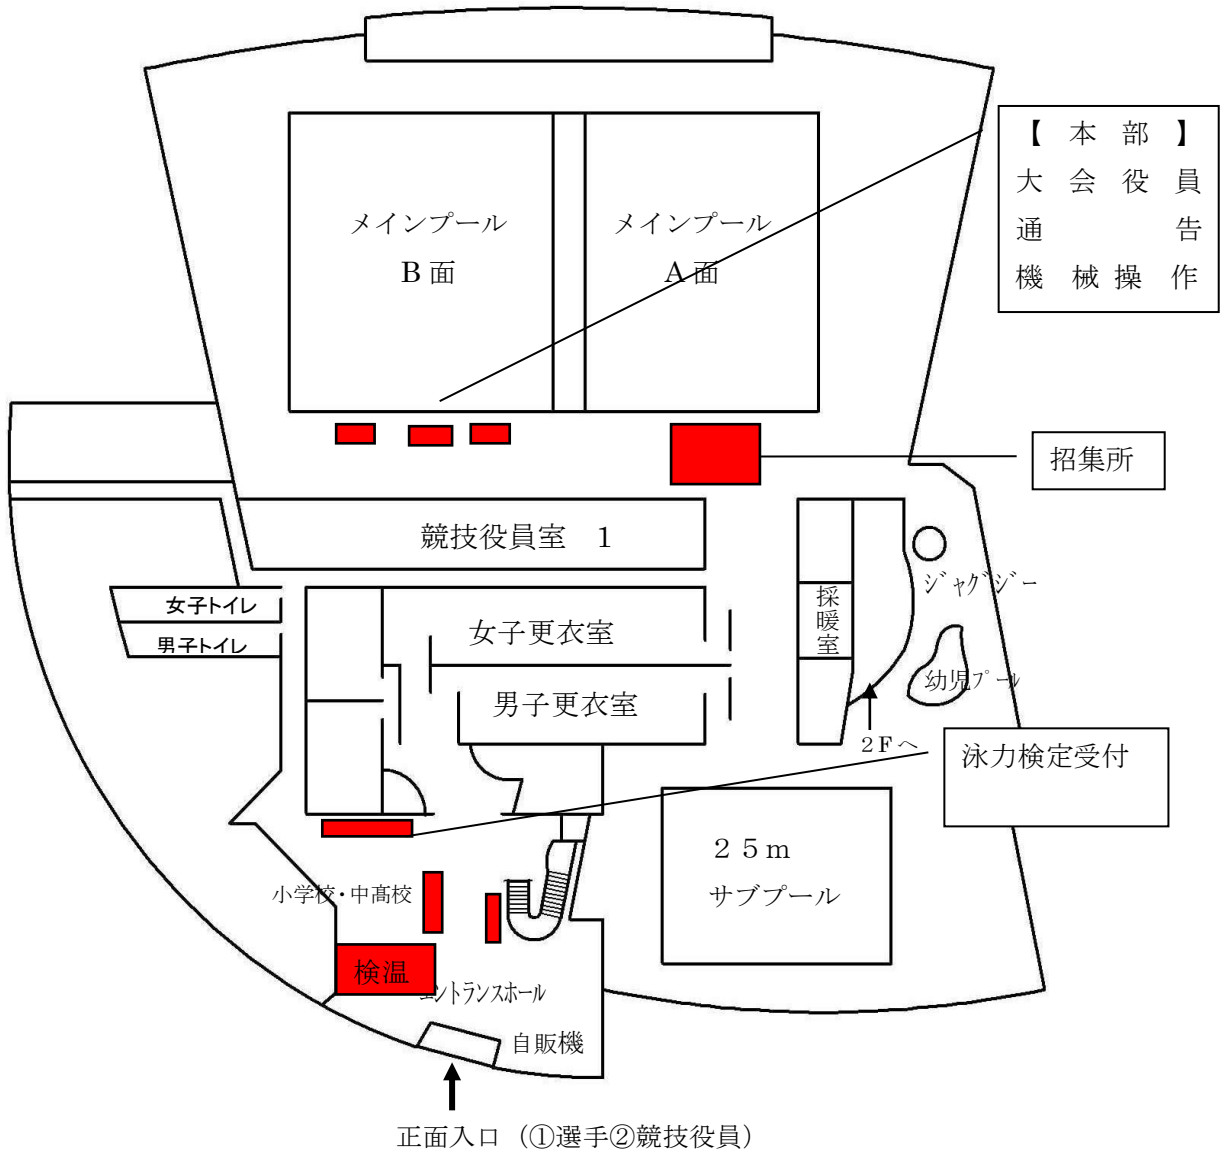 【 本 部 】
大 会 役 員
通 告
機 械 操 作
メインプール
B 面
メインプール
A 面
招集所
競技役員室 1
ジャグジー
女子トイレ
男子トイレ
女子更衣室
採暖室
男子更衣室
幼児プール
2Fへ
泳力検定受付
25m
サブプール
小学校・中髙校
検温
エントランスホール
自販機
正面入口（①選手②競技役員）